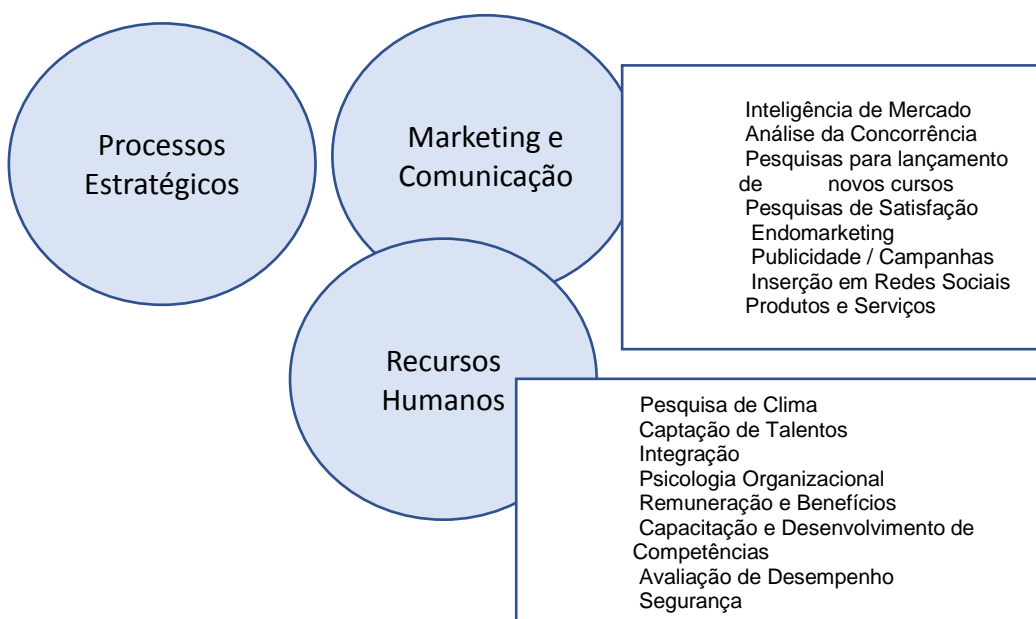 Processos
Estratégicos
Marketing e
Comunicação
Inteligência de Mercado
Análise da Concorrência
Pesquisas para lançamento
de novos cursos
Pesquisas de Satisfação
Endomarketing
Publicidade / Campanhas
Inserção em Redes Sociais
Produtos e Serviços
Recursos
Humanos
Pesquisa de Clima
Captação de Talentos
Integração
Psicologia Organizacional
Remuneração e Benefícios
Capacitação e Desenvolvimento de
Competências
Avaliação de Desempenho
Segurança